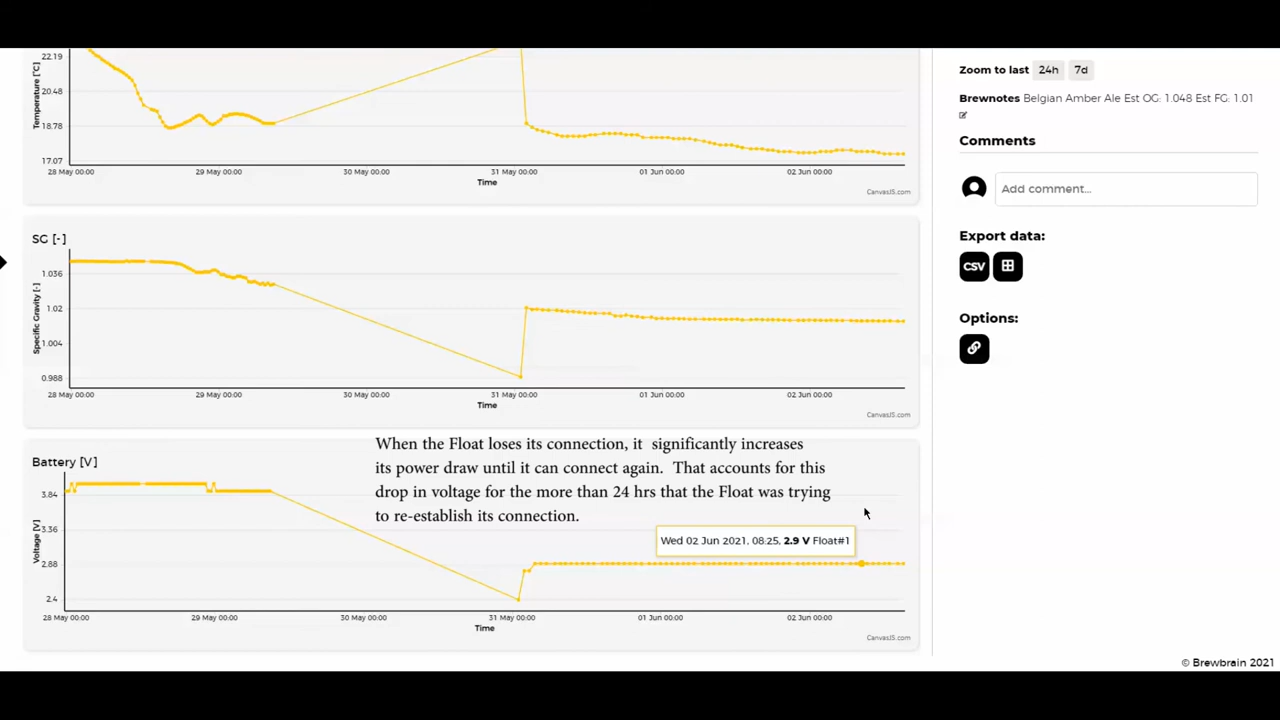 22.19
20.48
18.78
17.07
Temperature [°C]
28 May 00:00
29 May 00:00
30 May 00:00
31 May 00:00
01 Jun 00:00
02 Jun 00:00
Time
CanvasJS.com
SG [-]
1.036
1.02
1.004
0.988
Specific Gravity [-]
28 May 00:00
29 May 00:00
30 May 00:00
31 May 00:00
01 Jun 00:00
02 Jun 00:00
Time
CanvasJS.com
When the Float loses its connection, it significantly increases
its power draw until it can connect again. That accounts for this
drop in voltage for the more than 24 hrs that the Float was trying
to re-establish its connection.
Battery [V]
3.84
3.36
2.88
2.4
Voltage [V]
Wed 02 Jun 2021, 08:25, 2.9 V Float#1
28 May 00:00
29 May 00:00
30 May 00:00
31 May 00:00
01 Jun 00:00
02 Jun 00:00
Time
CanvasJS.com
Zoom to last 24h 7d
Brewnotes Belgian Amber Ale Est OG: 1.048 Est FG: 1.01
Comments
Add comment...
Export data:
CSV
Options:
© Brewbrain 2021